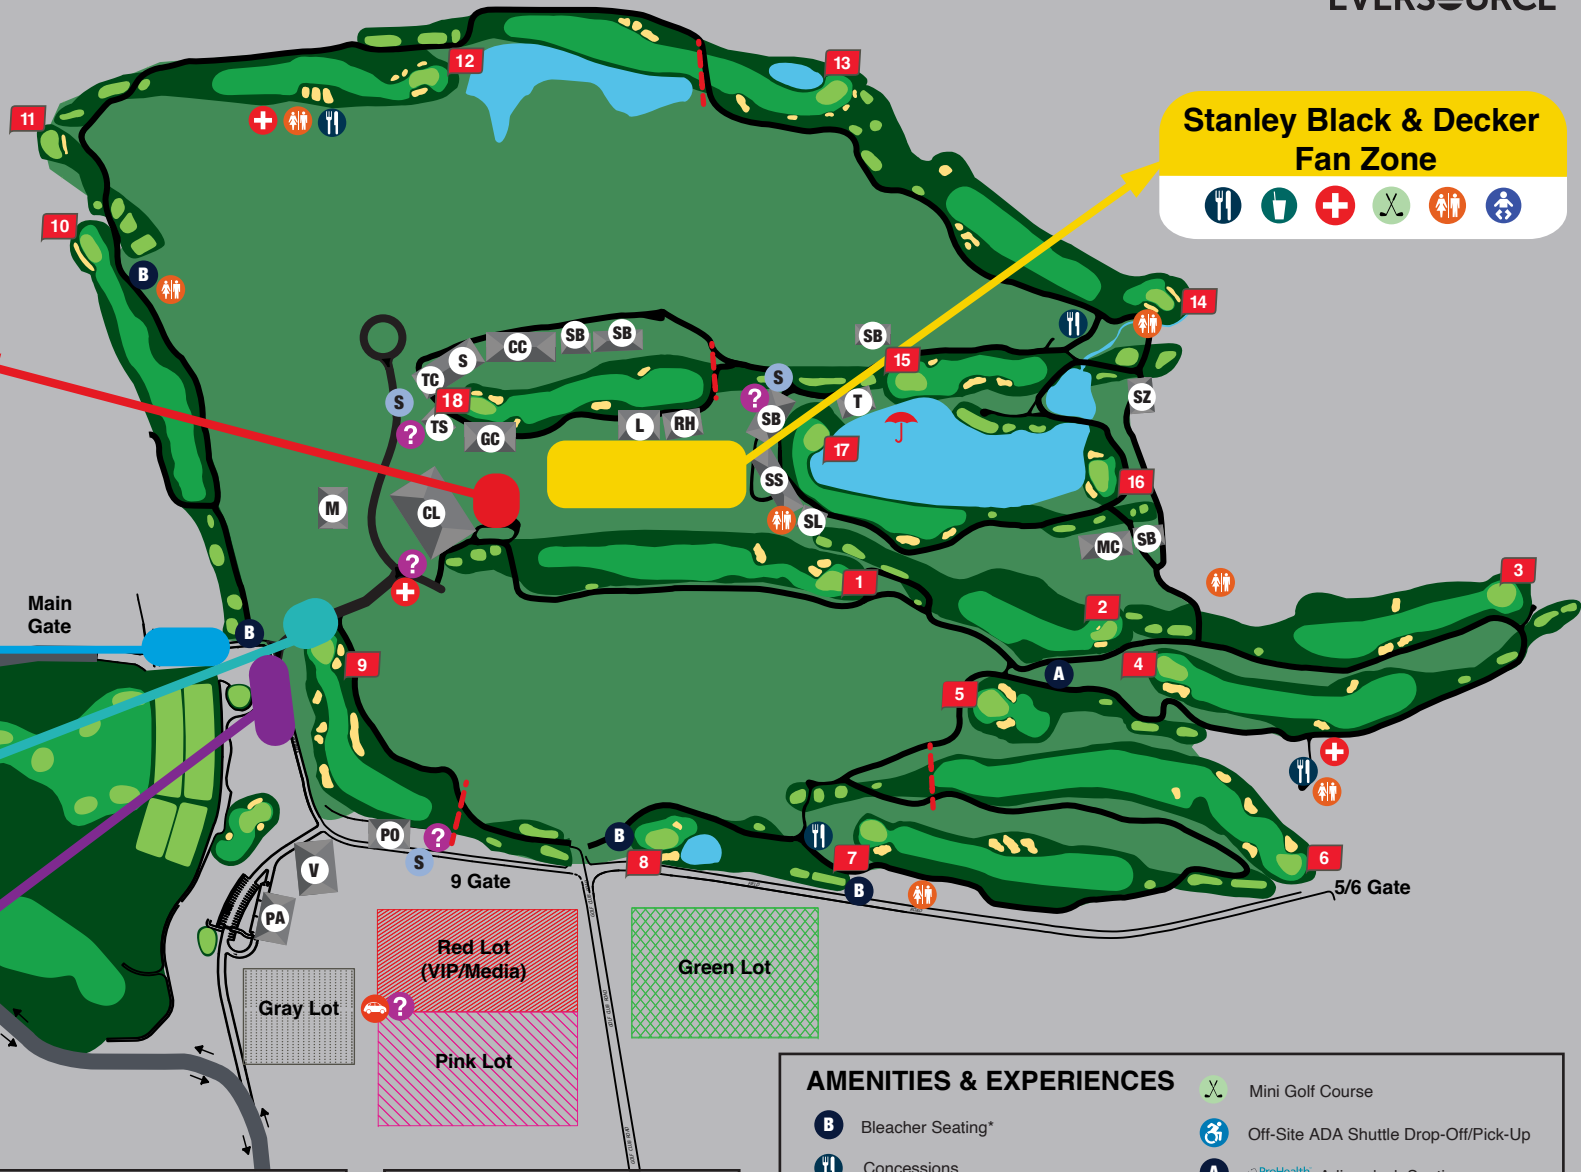 EVERSOURCE
12
13
11
Stanley Black & Decker
Fan Zone
10
B
14
SB
SB
CC
SB
S
15
TC
S
S
18
?
SZ
T
L
RH
SB
TS
?
GC
17
SS
16
M
CL
SL
SB
MC
?
1
3
Main
Gate
2
B
9
4
A
5
PO
?
B
S
8
7
6
V
9 Gate
B
5/6 Gate
PA
Red Lot
(VIP/Media)
Green Lot
Gray Lot
?
Pink Lot
AMENITIES & EXPERIENCES
Mini Golf Course
B Bleacher Seating*
Off-Site ADA Shuttle Drop-Off/Pick-Up
Concessions
A ProHealth